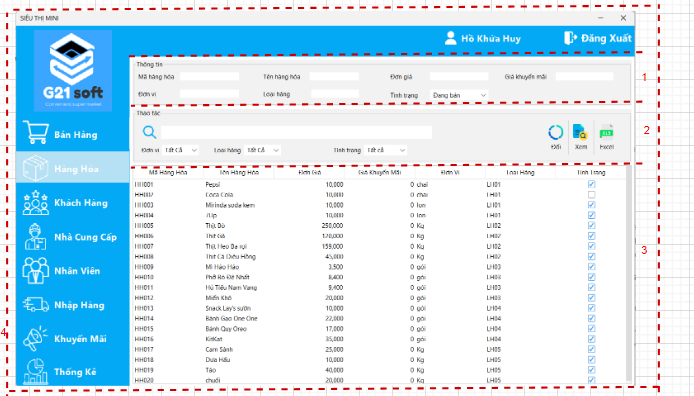 SIÊU THỊ MINI
Hồ Khứa Huy
Đăng Xuất
G21 soft
Convenient supermarket
Thông tin
Mã hàng hóa
Tên hàng hóa
Đơn giá
Giá khuyến mãi
1
Đơn vị
Loại hàng
Tình trạng Đang bán
Thao tác
2
Đơn vị Tất Cả
Loại hàng Tất Cả
Tình trạng Tất cả
Đổi
Xem
Excel
Bán Hàng
Hàng Hóa
Khách Hàng
Nhà Cung Cấp
Nhân Viên
Nhập Hàng
Khuyến Mãi
Thống Kê
4
Mã Hàng Hóa Tên Hàng Hóa Đơn Giá Giá Khuyến Mãi Đơn Vị Loại Hàng Tình Trạng
HH001 Pepsi 10,000 0 chai LH01
HH002 Coca Cola 10,000 0 chai LH01
HH003 Mirinda soda kem 10,000 0 lon LH01
HH004 7Up 10,000 0 lon LH01
HH005 Thịt Bò 250,000 0 Kg LH02
HH006 Thịt Gà 120,000 0 Kg LH02
HH007 Thịt Heo Ba rọi 159,000 0 Kg LH02
3
HH008 Thịt Cá Diêu Hồng 45,000 0 Kg LH02
HH009 Mì Hảo Hảo 3,500 0 gói LH03
HH010 Phở Bò Đệ Nhất 8,400 0 gói LH03
HH011 Hủ Tiếu Nam Vang 9,400 0 gói LH03
HH012 Miến Khô 20,000 0 gói LH03
HH013 Snack Lay's sườn 10,000 0 gói LH04
HH014 Bánh Gạo One One 22,000 0 gói LH04
HH015 Bánh Quy Oreo 17,000 0 gói LH04
HH016 KitKat 35,000 0 gói LH04
HH017 Cam Sành 25,000 0 Kg LH05
HH018 Dưa Hấu 10,000 0 Kg LH05
HH019 Táo 40,000 0 Kg LH05
HH020 chuối 20,000 0 Kg LH05